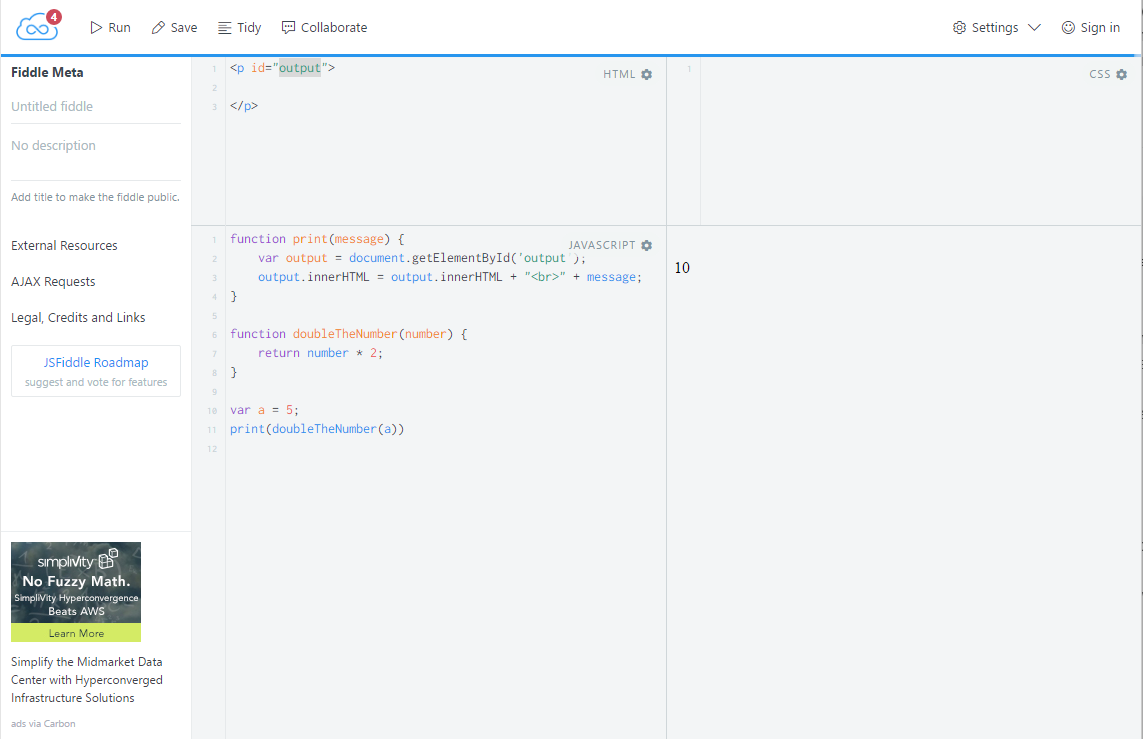 4
Run
Save
Tidy
Collaborate
Settings
Sign in
Fiddle Meta
Untitled fiddle
No description
Add title to make the fiddle public.
External Resources
AJAX Requests
Legal, Credits and Links
JSFiddle Roadmap
suggest and vote for features
simplivity
No Fuzzy Math.
SimpliVity Hyperconvergence
Beats AWS
Learn More
Simplify the Midmarket Data
Center with Hyperconverged
Infrastructure Solutions
ads via Carbon
HTML
1 <p id="output">
2
3 </p>
CSS
1
JAVASCRIPT
1 function print(message) {
2     var output = document.getElementById('output');
3     output.innerHTML = output.innerHTML + "<br>" + message;
4 }
5
6 function doubleTheNumber(number) {
7     return number * 2;
8 }
9
10 var a = 5;
11 print(doubleTheNumber(a))
12
10